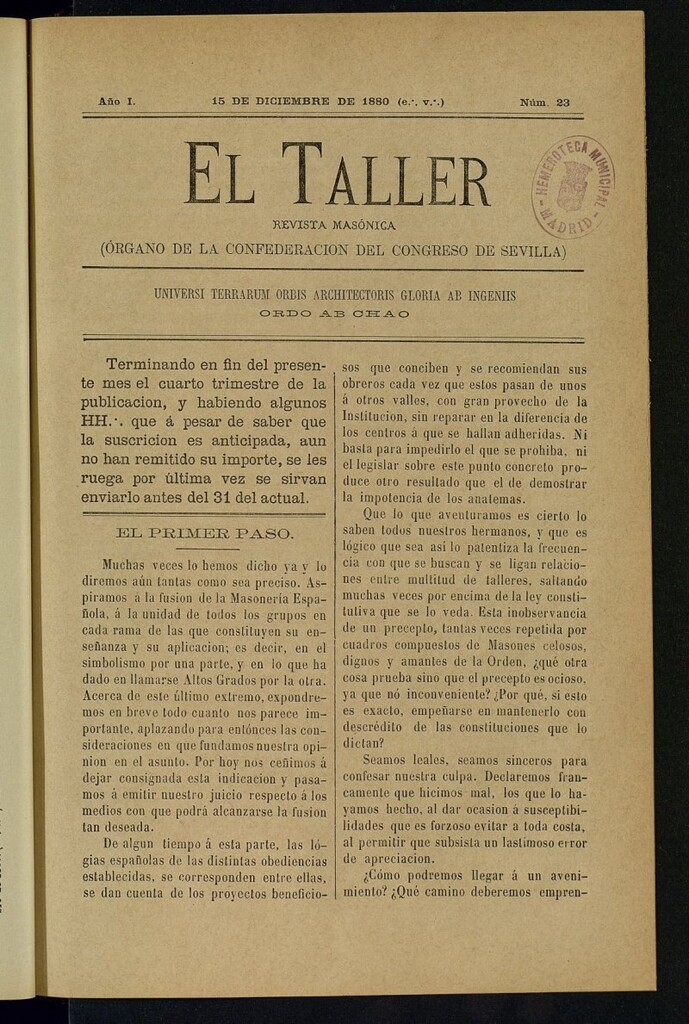 Año I.
15 DE DICIEMBRE DE 1880 (e.·. v.·.)
Núm. 23
EL TALLER
REVISTA MASÓNICA
(ÓRGANO DE LA CONFEDERACION DEL CONGRESO DE SEVILLA)
HEMEROTECA MUNICIPAL
- MADRID -
UNIVERSI TERRARUM ORBIS ARCHITECTORIS GLORIA AB INGENIIS
ORDO AB CHAO
Terminando en fin del presen-
te mes el cuarto trimestre de la
publicacion, y habiendo algunos
HH.·. que á pesar de saber que
la suscricion es anticipada, aun
no han remitido su importe, se les
ruega por última vez se sirvan
enviarlo antes del 31 del actual.
EL PRIMER PASO.
Muchas veces lo hemos dicho ya y lo
diremos aún tantas como sea preciso. As-
piramos á la fusion de la Masonería Espa-
ñola, á la unidad de todos los grupos en
cada rama de las que constituyen su en-
señanza y su aplicacion; es decir, en el
simbolismo por una parte, y en lo que ha
dado en llamarse Altos Grados por la otra.
Acerca de este último extremo, expondre-
mos en breve todo cuanto nos parece im-
portante, aplazando para entónces las con-
sideraciones en que fundamos nuestra opi-
nion en el asunto. Por hoy nos ceñimos á
dejar consignada esta indicacion y pasa-
mos á emitir nuestro juicio respecto á los
medios con que podrá alcanzarse la fusion
tan deseada.
De algun tiempo á esta parte, las ló-
gias españolas de las distintas obediencias
establecidas, se corresponden entre ellas,
se dan cuenta de los proyectos beneficio-
sos que conciben y se recomiendan sus
obreros cada vez que estos pasan de unos
á otros valles, con gran provecho de la
Institucion, sin reparar en la diferencia de
los centros á que se hallan adheridas. Ni
basta para impedirlo el que se prohiba, ni
el legislar sobre este punto concreto pro-
duce otro resultado que el de demostrar
la impotencia de los anatemas.
Que lo que aventuramos es cierto lo
saben todos nuestros hermanos, y que es
lógico que sea asi lo patentiza la frecuen-
cia con que se buscan y se ligan relacio-
nes entre multitud de talleres, saltando
muchas veces por encima de la ley consti-
tutiva que se lo veda. Esta inobservancia
de un precepto, tantas veces repetida por
cuadros compuestos de Masones celosos,
dignos y amantes de la Orden, ¿qué otra
cosa prueba sino que el precepto es ocioso,
ya que nó inconveniente? ¿Por qué, si esto
es exacto, empeñarse en mantenerlo con
descrédito de las constituciones que lo
dictan?
Seamos leales, seamos sinceros para
confesar nuestra culpa. Declaremos fran-
camente que hicimos mal, los que lo ha-
yamos hecho, al dar ocasion á susceptibi-
lidades que es forzoso evitar a toda costa,
al permitir que subsista un lastimoso error
de apreciacion.
¿Cómo podremos llegar á un aveni-
miento? ¿Qué camino deberemos empren-